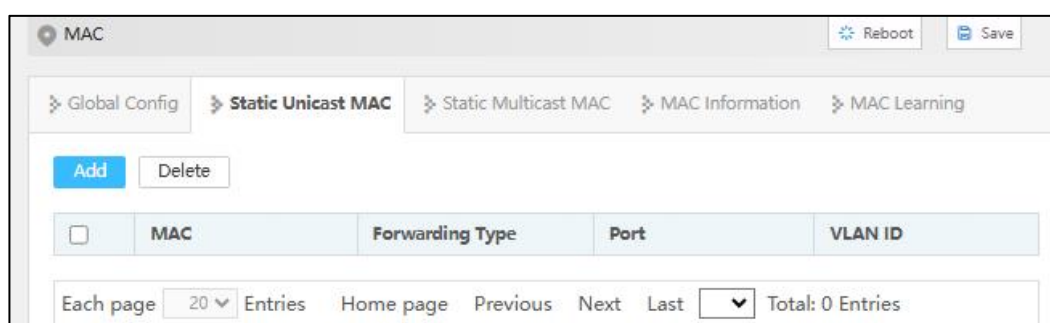 MAC Reboot Save
Global Config Static Unicast MAC Static Multicast MAC MAC Information MAC Learning
Add Delete
MAC Forwarding Type Port VLAN ID
Each page 20 Entries Home page Previous Next Last Total: 0 Entries